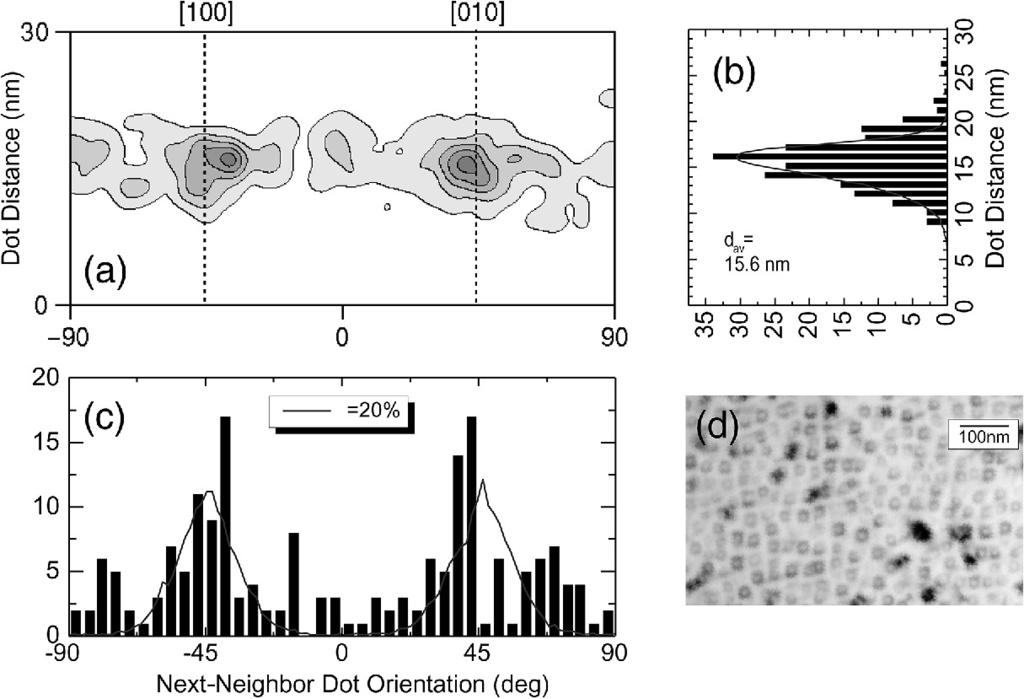 [100] [010]
30
Dot Distance (nm)
(a)
0
−90 0 90
(b)
30
25
20
15
10
5
0
Dot Distance (nm)
d_av=
15.6 nm
35 30 25 20 15 10 5 0
(c)
=20%
20
15
10
5
0
-90 -45 0 45 90
Next-Neighbor Dot Orientation (deg)
(d)
100nm